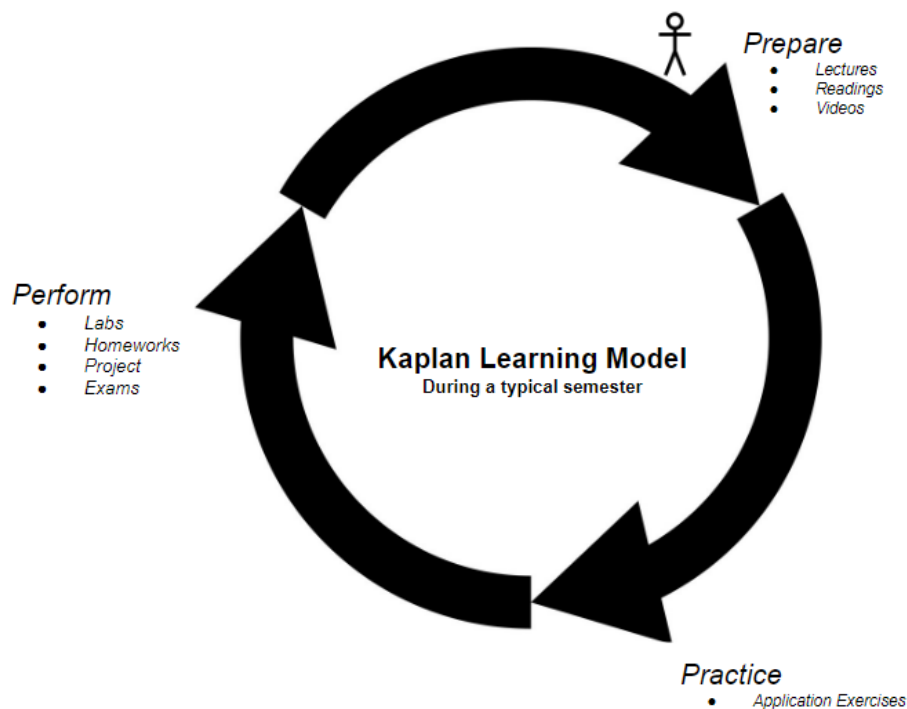 Prepare
● Lectures
● Readings
● Videos
Perform
● Labs
● Homeworks
● Project
● Exams
Kaplan Learning Model
During a typical semester
Practice
● Application Exercises